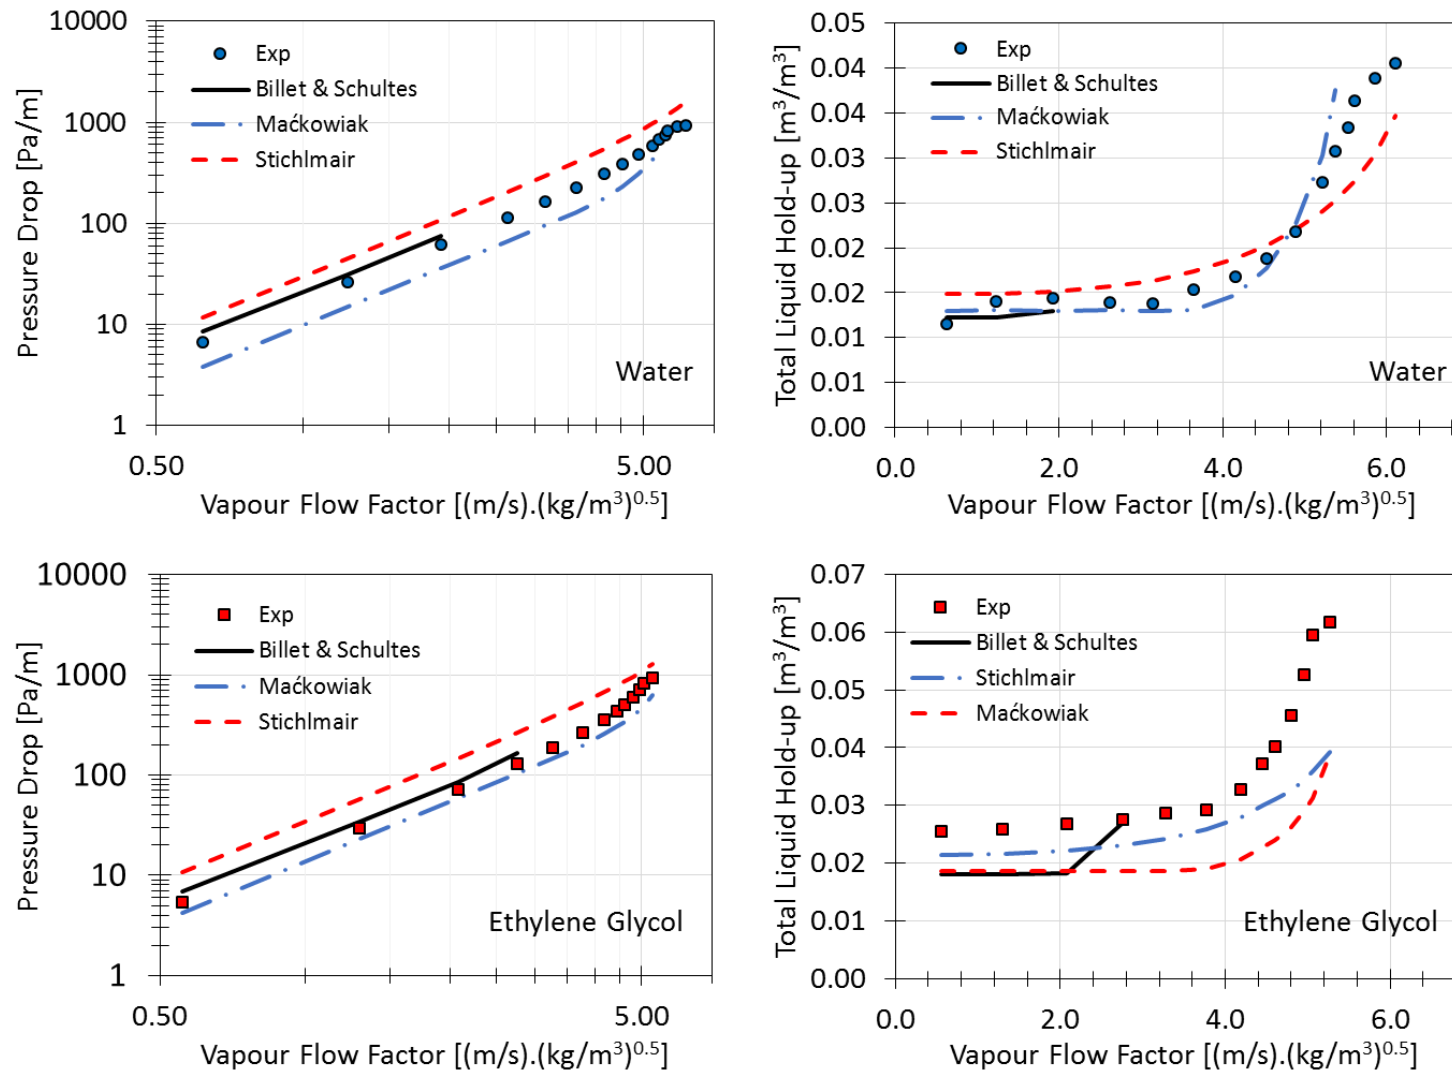 Pressure Drop [Pa/m]
10000
1000
100
10
1
Exp
Billet & Schultes
Maćkowiak
Stichlmair
Water
0.50
5.00
Vapour Flow Factor [(m/s).(kg/m³)⁰·⁵]
Total Liquid Hold-up [m³/m³]
0.05
0.04
0.04
0.03
0.03
0.02
0.02
0.01
0.01
0.00
Exp
Billet & Schultes
Maćkowiak
Stichlmair
Water
0.0
2.0
4.0
6.0
Vapour Flow Factor [(m/s).(kg/m³)⁰·⁵]
Pressure Drop [Pa/m]
10000
1000
100
10
1
Exp
Billet & Schultes
Maćkowiak
Stichlmair
Ethylene Glycol
0.50
5.00
Vapour Flow Factor [(m/s).(kg/m³)⁰·⁵]
Total Liquid Hold-up [m³/m³]
0.07
0.06
0.05
0.04
0.03
0.02
0.01
0.00
Exp
Billet & Schultes
Stichlmair
Maćkowiak
Ethylene Glycol
0.0
2.0
4.0
6.0
Vapour Flow Factor [(m/s).(kg/m³)⁰·⁵]